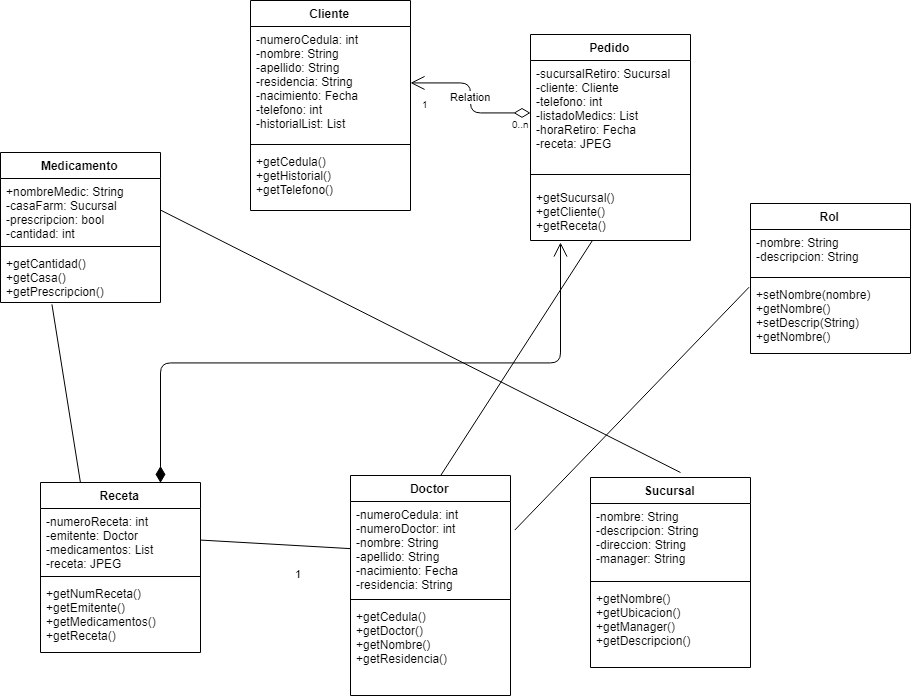 Cliente
-numeroCedula: int
-nombre: String
-apellido: String
-residencia: String
-nacimiento: Fecha
-telefono: int
-historialList: List
+getCedula()
+getHistorial()
+getTelefono()
Relation
1
0..n
Pedido
-sucursalRetiro: Sucursal
-cliente: Cliente
-telefono: int
-listadoMedics: List
-horaRetiro: Fecha
-receta: JPEG
+getSucursal()
+getCliente()
+getReceta()
Medicamento
+nombreMedic: String
-casaFarm: Sucursal
-prescripcion: bool
-cantidad: int
+getCantidad()
+getCasa()
+getPrescripcion()
Rol
-nombre: String
-descripcion: String
+setNombre(nombre)
+getNombre()
+setDescrip(String)
+getNombre()
Receta
-numeroReceta: int
-emitente: Doctor
-medicamentos: List
-receta: JPEG
+getNumReceta()
+getEmitente()
+getMedicamentos()
+getReceta()
1
Doctor
-numeroCedula: int
-numeroDoctor: int
-nombre: String
-apellido: String
-nacimiento: Fecha
-residencia: String
+getCedula()
+getDoctor()
+getNombre()
+getResidencia()
Sucursal
-nombre: String
-descripcion: String
-direccion: String
-manager: String
+getNombre()
+getUbicacion()
+getManager()
+getDescripcion()